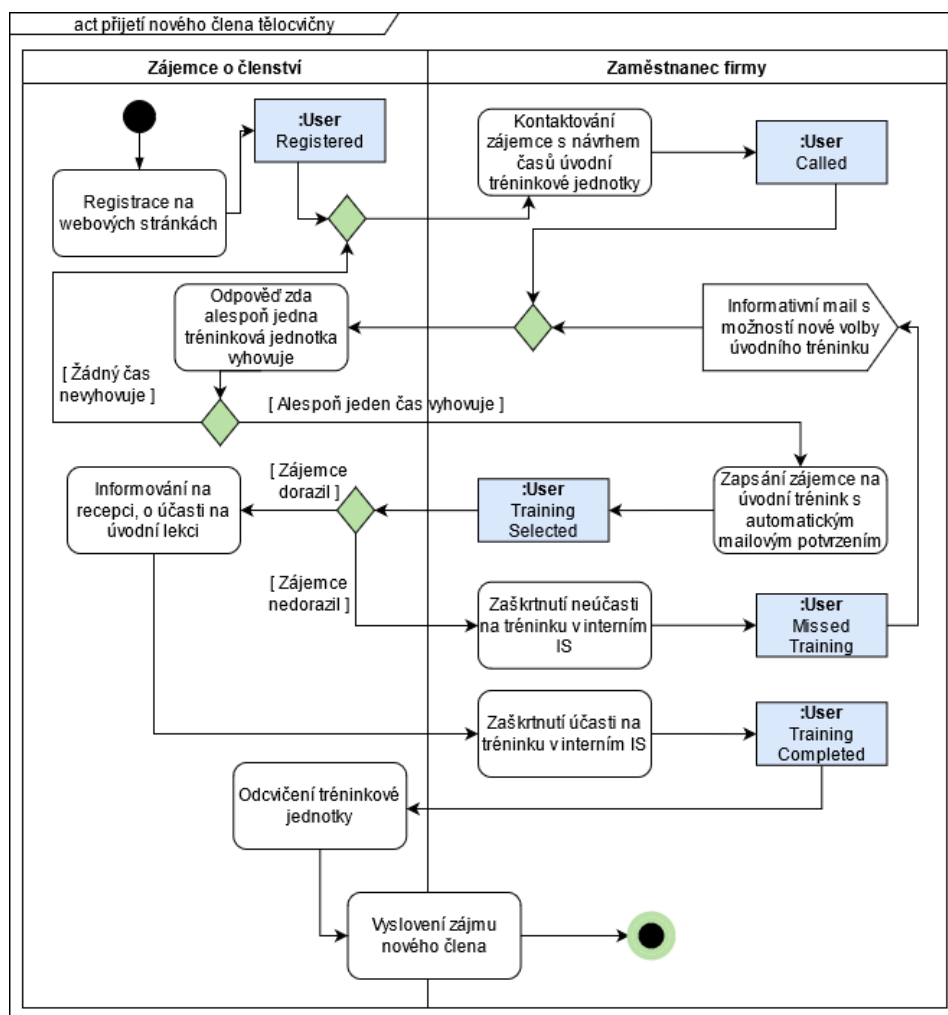 act přijetí nového člena tělocvičny
Zájemce o členství
Zaměstnanec firmy
:User
Registered
Kontaktování
zájemce s návrhem
časů úvodní
tréninkové jednotky
:User
Called
Registrace na
webových stránkách
Odpověď zda
alespoň jedna
tréninková jednotka
vyhovuje
Informativní mail s
možností nové volby
úvodního tréninku
[ Žádný čas
nevyhovuje ]
[ Alespoň jeden čas vyhovuje ]
Informování na
recepci, o účasti na
úvodní lekci
[ Zájemce
dorazil ]
:User
Training
Selected
Zapsání zájemce na
úvodní trénink s
automatickým
mailovým potvrzením
[ Zájemce
nedorazil ]
Zaškrtnutí neúčasti
na tréninku v interním
IS
:User
Missed
Training
Zaškrtnutí účasti na
tréninku v interním IS
:User
Training
Completed
Odcvičení tréninkové
jednotky
Vyslovení zájmu
nového člena